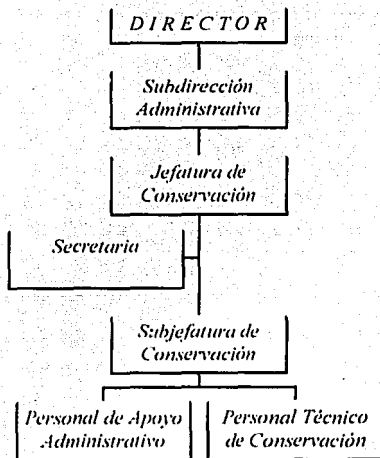 DIRECTOR
Subdirección
Administrativa
Jefatura de
Conservación
Secretaria
Subjefatura de
Conservación
Personal de Apoyo
Administrativo
Personal Técnico
de Conservación